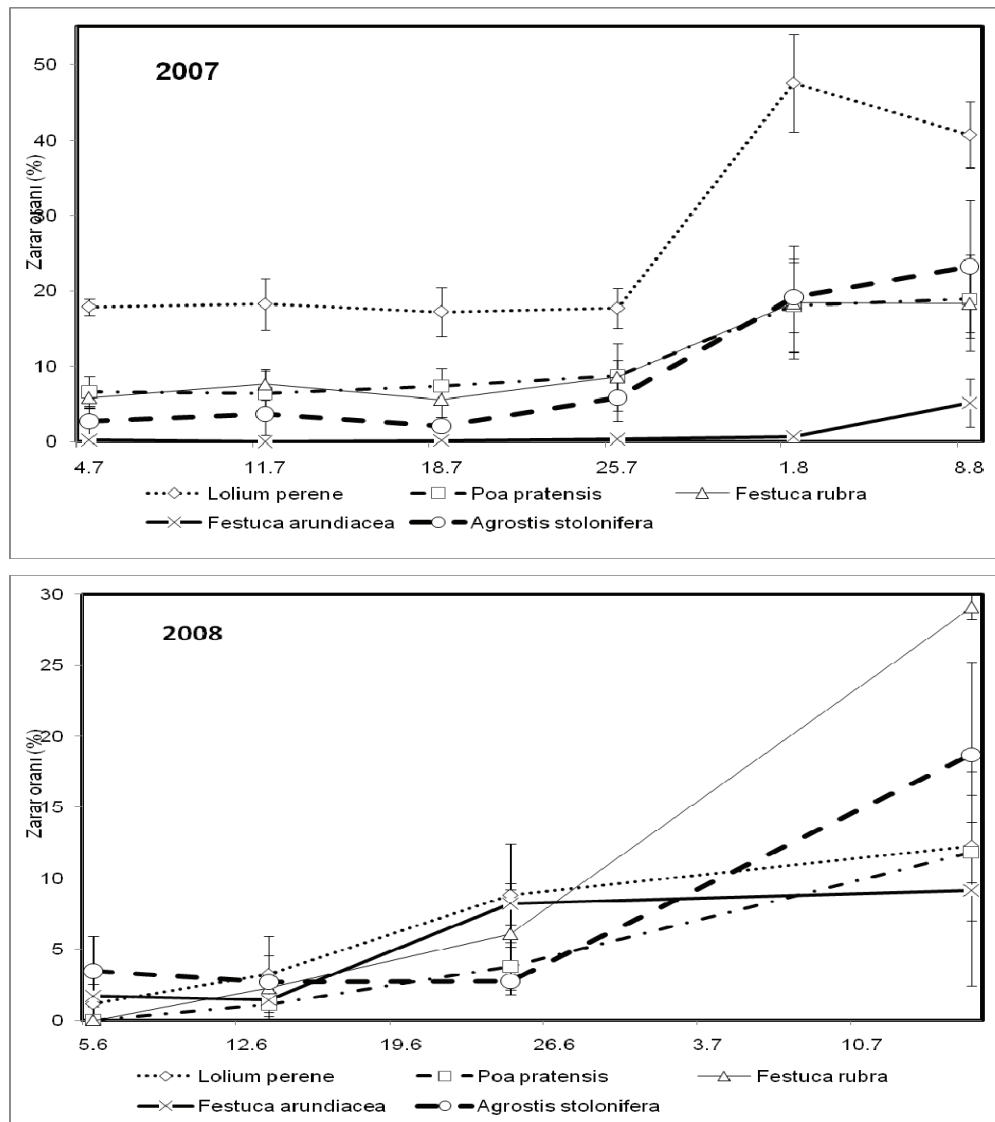 2007
Zarar oranı (%)
50
40
30
20
10
0
4.7 11.7 18.7 25.7 1.8 8.8
Lolium perene Poa pratensis Festuca rubra
Festuca arundiacea Agrostis stolonifera
2008
Zarar oranı (%)
30
25
20
15
10
5
0
5.6 12.6 19.6 26.6 3.7 10.7
Lolium perene Poa pratensis Festuca rubra
Festuca arundiacea Agrostis stolonifera